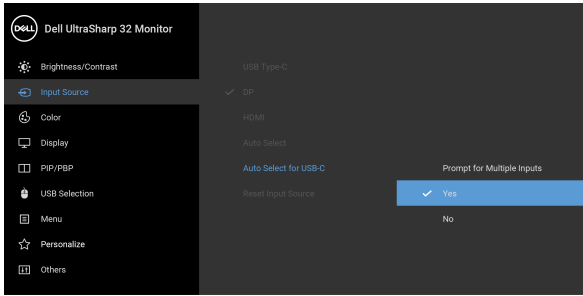 DELL Dell UltraSharp 32 Monitor
Brightness/Contrast
USB Type-C
Input Source
DP
Color
HDMI
Display
Auto Select
PIP/PBP
Auto Select for USB-C
Prompt for Multiple Inputs
USB Selection
Reset Input Source
Yes
Menu
No
Personalize
Others